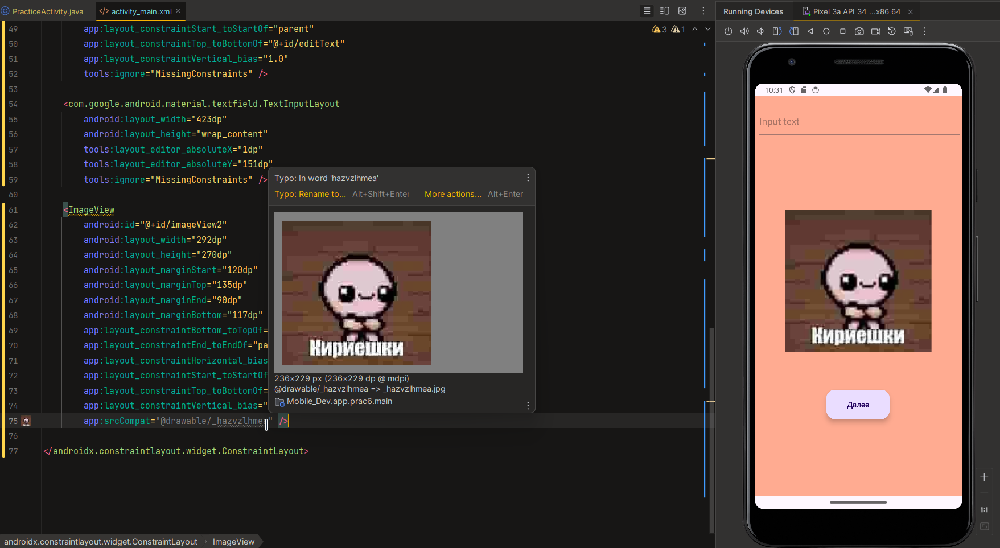 PracticeActivity.java
activity_main.xml
Running Devices
Pixel 3a API 34 ...x86 64
3 1
49 app:layout_constraintStart_toStartOf="parent"
50 app:layout_constraintTop_toBottomOf="@+id/editText"
51 app:layout_constraintVertical_bias="1.0"
52 tools:ignore="MissingConstraints" />
53
54 <com.google.android.material.textfield.TextInputLayout
55 android:layout_width="423dp"
56 android:layout_height="wrap_content"
57 tools:layout_editor_absoluteX="1dp"
58 tools:layout_editor_absoluteY="151dp"
59 tools:ignore="MissingConstraints" />
60
61 <ImageView
62 android:id="@+id/imageView2"
63 android:layout_width="292dp"
64 android:layout_height="270dp"
65 android:layout_marginStart="120dp"
66 android:layout_marginTop="135dp"
67 android:layout_marginEnd="90dp"
68 android:layout_marginBottom="117dp"
69 app:layout_constraintBottom_toTopOf=
70 app:layout_constraintEnd_toEndOf="pa
71 app:layout_constraintHorizontal_bias
72 app:layout_constraintStart_toStartOf
73 app:layout_constraintTop_toBottomOf=
74 app:layout_constraintVertical_bias="
75 app:srcCompat="@drawable/_hazvzlhmea" />
76
77 </androidx.constraintlayout.widget.ConstraintLayout>
Typo: In word 'hazvzlhmea'
Typo: Rename to... Alt+Shift+Enter More actions... Alt+Enter
Кириешки
236×229 px (236×229 dp @ mdpi)
@drawable/_hazvzlhmea => _hazvzlhmea.jpg
Mobile_Dev.app.prac6.main
androidx.constraintlayout.widget.ConstraintLayout › ImageView
10:31
Input text
Кириешки
Далее
1:1